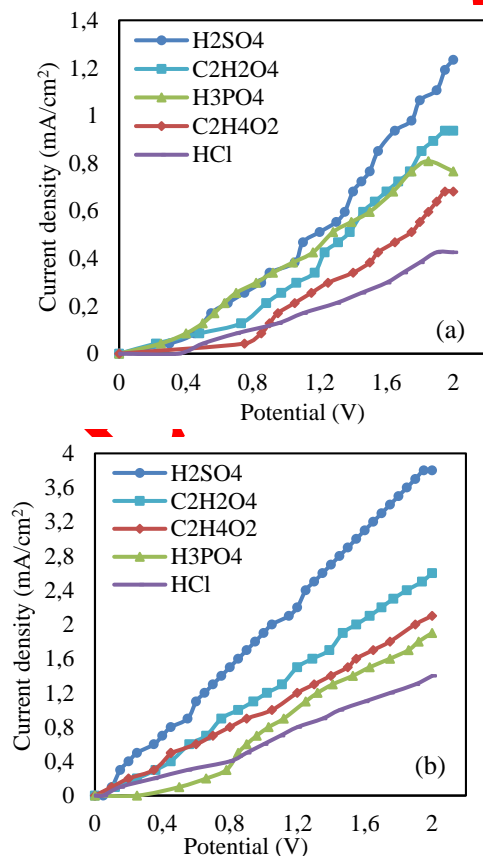 1,4
1,2
1
0,8
0,6
0,4
0,2
0
Current density (mA/cm²)
H2SO4
C2H2O4
H3PO4
C2H4O2
HCl
(a)
0 0,4 0,8 1,2 1,6 2
Potential (V)
4
3,6
3,2
2,8
2,4
2
1,6
1,2
0,8
0,4
0
Current density (mA/cm²)
H2SO4
C2H2O4
C2H4O2
H3PO4
HCl
(b)
0 0,4 0,8 1,2 1,6 2
Potential (V)